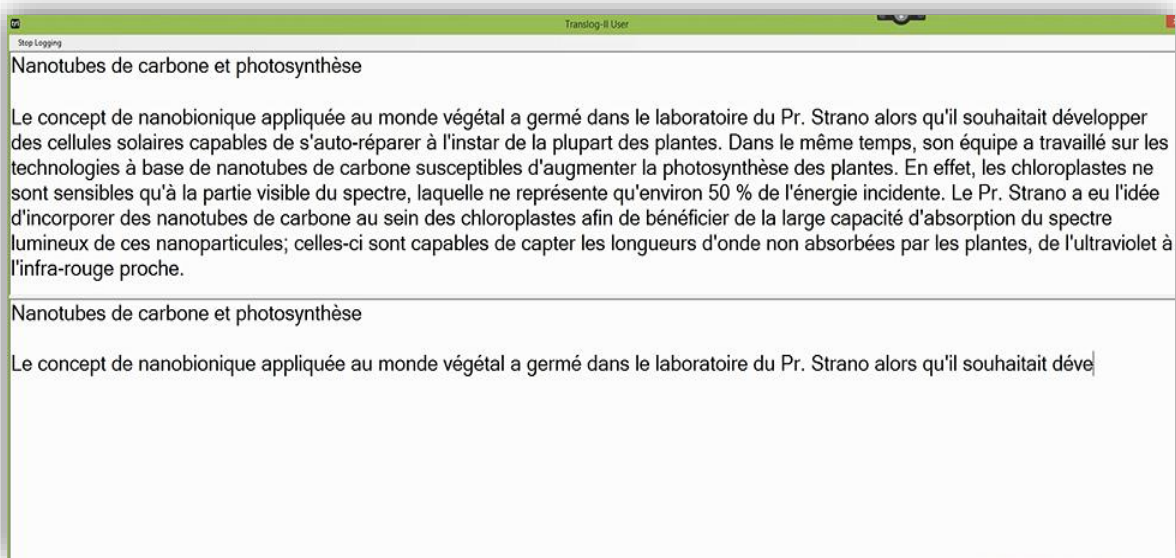 Translog-II User
Stop Logging
Nanotubes de carbone et photosynthèse
Le concept de nanobionique appliquée au monde végétal a germé dans le laboratoire du Pr. Strano alors qu'il souhaitait développer
des cellules solaires capables de s'auto-réparer à l'instar de la plupart des plantes. Dans le même temps, son équipe a travaillé sur les
technologies à base de nanotubes de carbone susceptibles d'augmenter la photosynthèse des plantes. En effet, les chloroplastes ne
sont sensibles qu'à la partie visible du spectre, laquelle ne représente qu'environ 50 % de l'énergie incidente. Le Pr. Strano a eu l'idée
d'incorporer des nanotubes de carbone au sein des chloroplastes afin de bénéficier de la large capacité d'absorption du spectre
lumineux de ces nanoparticules; celles-ci sont capables de capter les longueurs d'onde non absorbées par les plantes, de l'ultraviolet à
l'infra-rouge proche.
Nanotubes de carbone et photosynthèse
Le concept de nanobionique appliquée au monde végétal a germé dans le laboratoire du Pr. Strano alors qu'il souhaitait déve